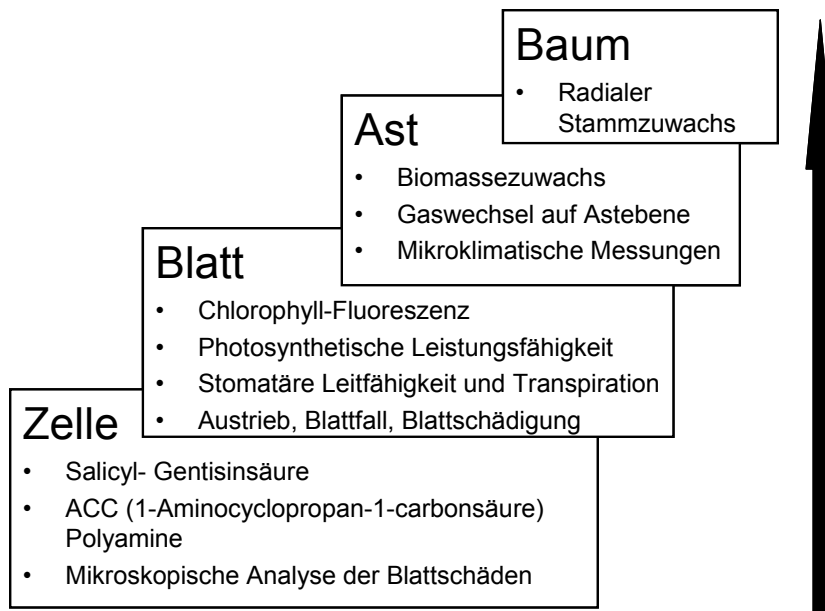 Baum
• Radialer
Stammzuwachs
Ast
• Biomassezuwachs
• Gaswechsel auf Astebene
• Mikroklimatische Messungen
Blatt
• Chlorophyll-Fluoreszenz
• Photosynthetische Leistungsfähigkeit
• Stomatäre Leitfähigkeit und Transpiration
• Austrieb, Blattfall, Blattschädigung
Zelle
• Salicyl- Gentisinsäure
• ACC (1-Aminocyclopropan-1-carbonsäure)
Polyamine
• Mikroskopische Analyse der Blattschäden